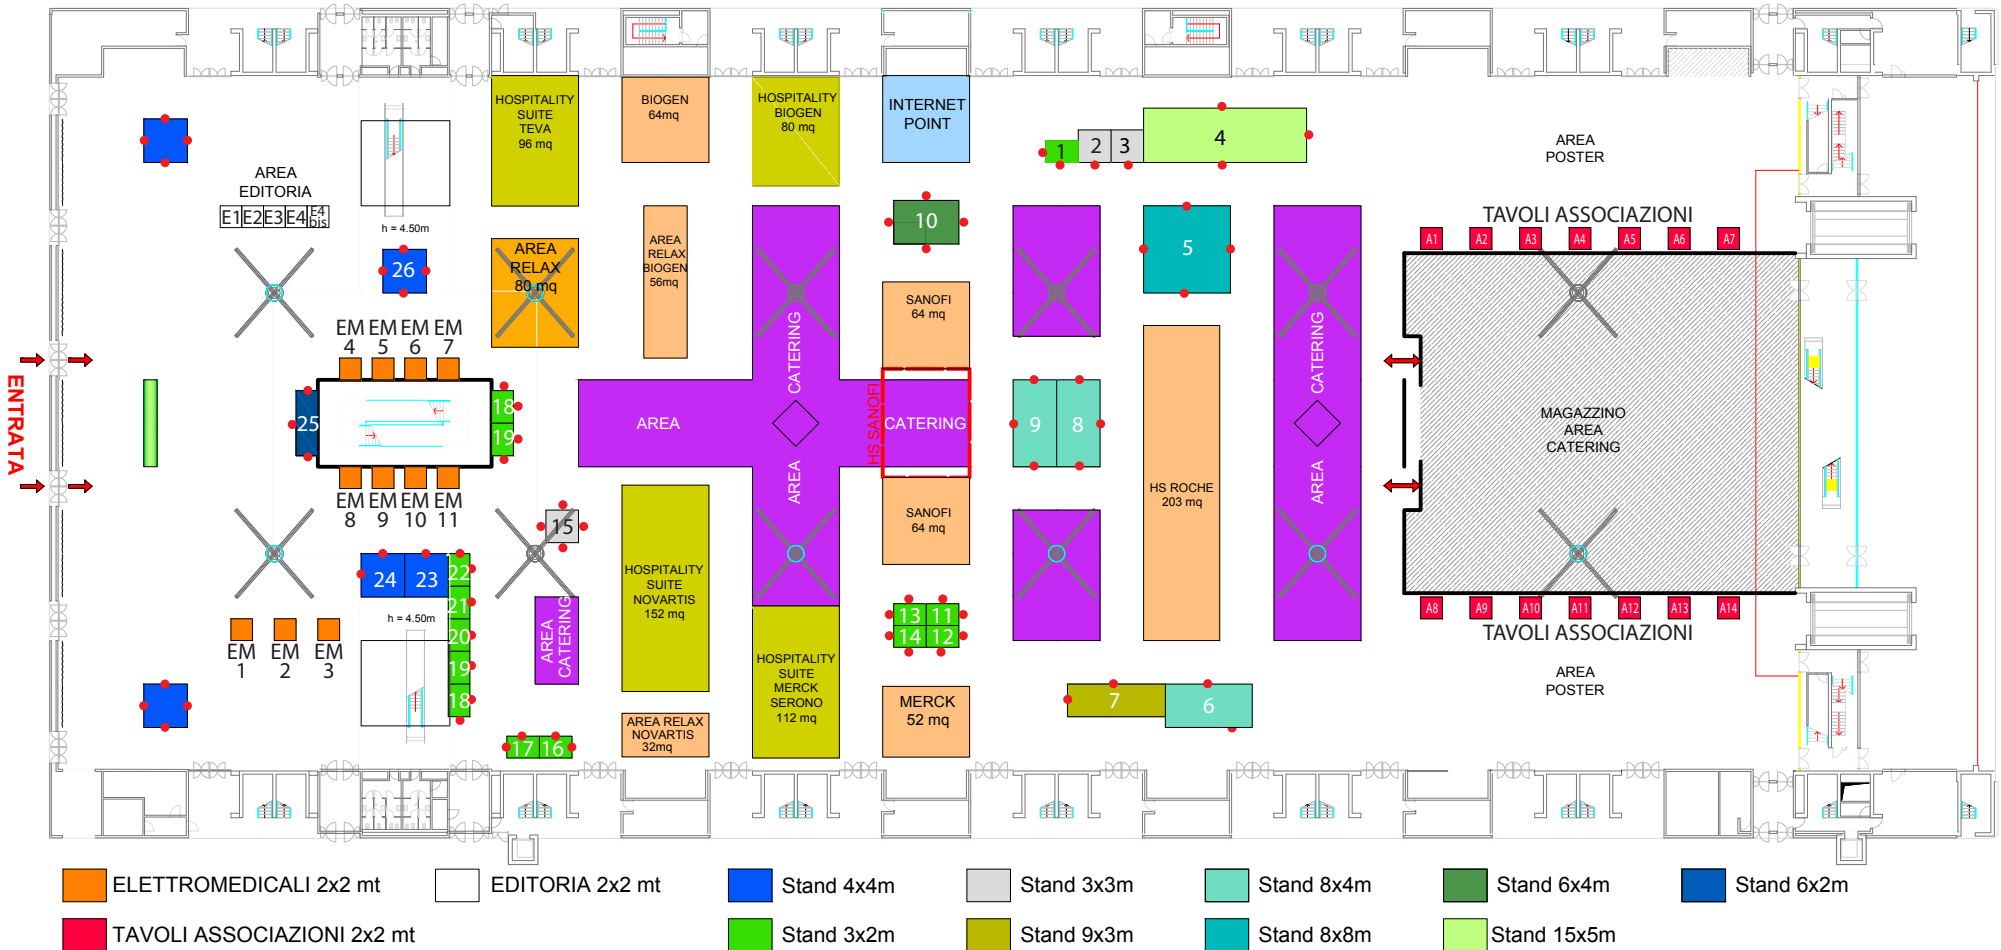 HOSPITALITY
SUITE
TEVA
96 mq
BIOGEN
64mq
HOSPITALITY
BIOGEN
80 mq
INTERNET
POINT
1
2
3
4
AREA
POSTER
AREA
EDITORIA
E1
E2
E3
E4
E4
bis
h = 4.50m
26
AREA
RELAX
80 mq
AREA
RELAX
BIOGEN
56mq
10
5
TAVOLI ASSOCIAZIONI
A1
A2
A3
A4
A5
A6
A7
SANOFI
64 mq
CATERING
CATERING
EM
4
EM
5
EM
6
EM
7
ENTRATA
25
18
19
AREA
HS SANOFI
CATERING
9
8
MAGAZZINO
AREA
CATERING
AREA
AREA
EM
8
EM
9
EM
10
EM
11
15
HS ROCHE
203 mq
SANOFI
64 mq
24
23
22
21
20
19
18
HOSPITALITY
SUITE
NOVARTIS
152 mq
h = 4.50m
AREA
CATERING
13
11
14
12
A8
A9
A10
A11
A12
A13
A14
TAVOLI ASSOCIAZIONI
EM
1
EM
2
EM
3
HOSPITALITY
SUITE
MERCK
SERONO
112 mq
MERCK
52 mq
7
6
AREA
POSTER
AREA RELAX
NOVARTIS
32mq
17
16
ELETTROMEDICALI 2x2 mt
EDITORIA 2x2 mt
Stand 4x4m
Stand 3x3m
Stand 8x4m
Stand 6x4m
Stand 6x2m
TAVOLI ASSOCIAZIONI 2x2 mt
Stand 3x2m
Stand 9x3m
Stand 8x8m
Stand 15x5m